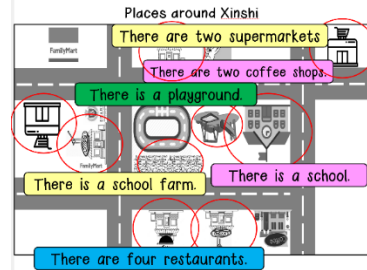 Places around Xinshi
There are two supermarkets
FamilyMart
There are two coffee shops.
There is a playground.
FamilyMart
There is a school farm.
There is a school.
There are four restaurants.